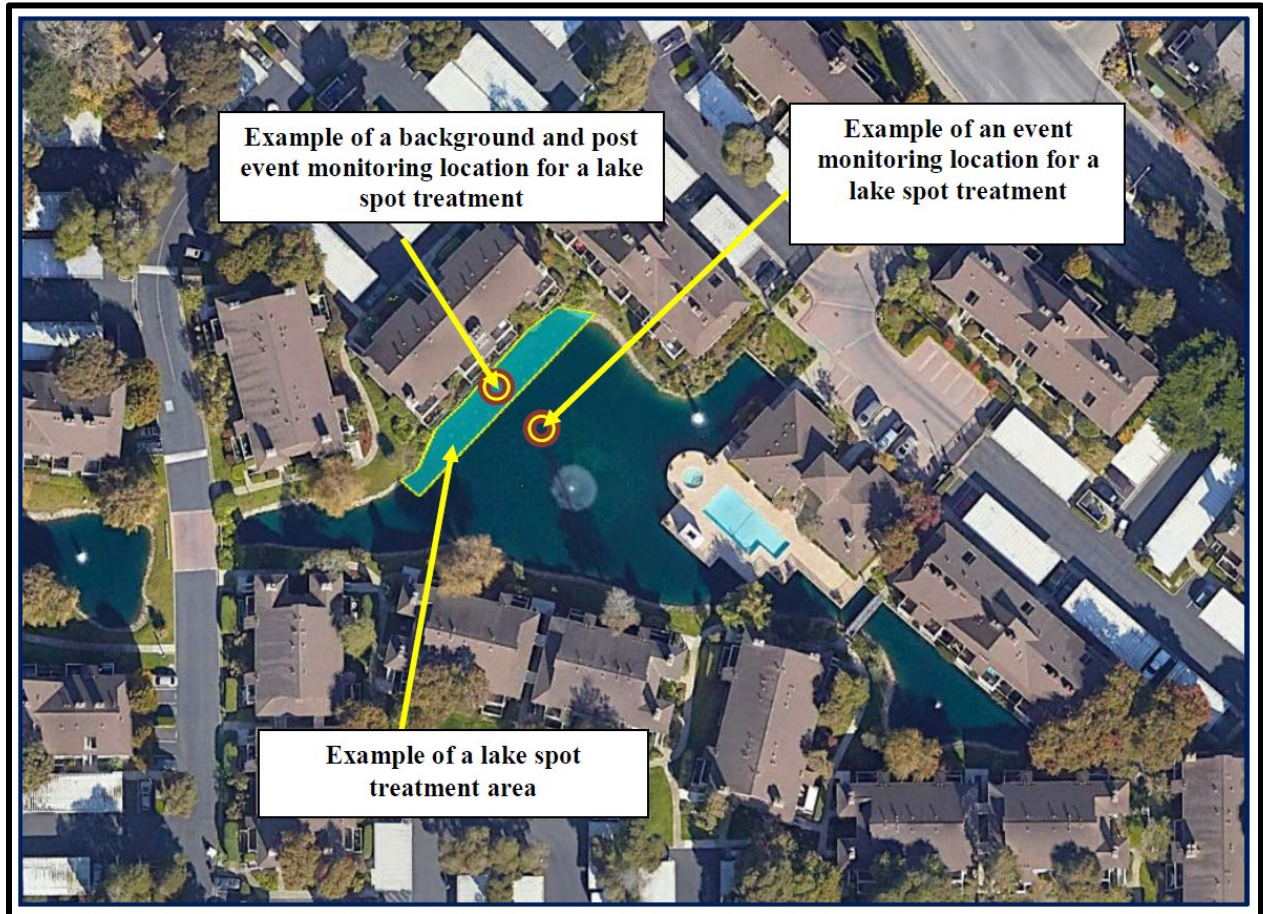 Example of a background and post
event monitoring location for a lake
spot treatment
Example of an event
monitoring location for a
lake spot treatment
Example of a lake spot
treatment area